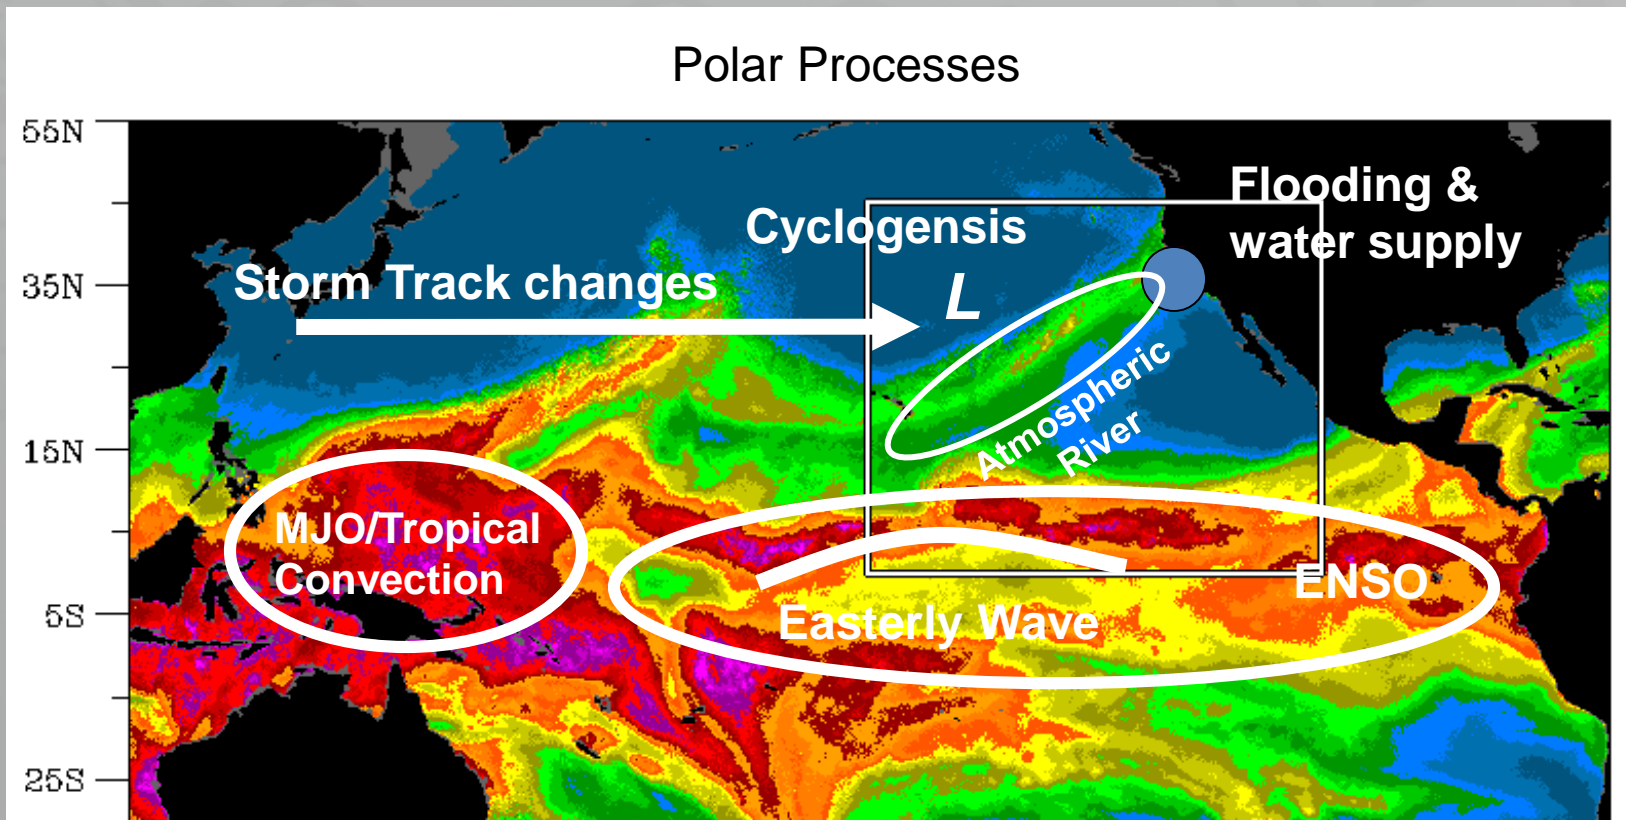 Polar Processes
55N
Flooding &
water supply
Cyclogensis
35N
Storm Track changes
L
Atmospheric
River
15N
MJO/Tropical
Convection
ENSO
5S
Easterly Wave
25S